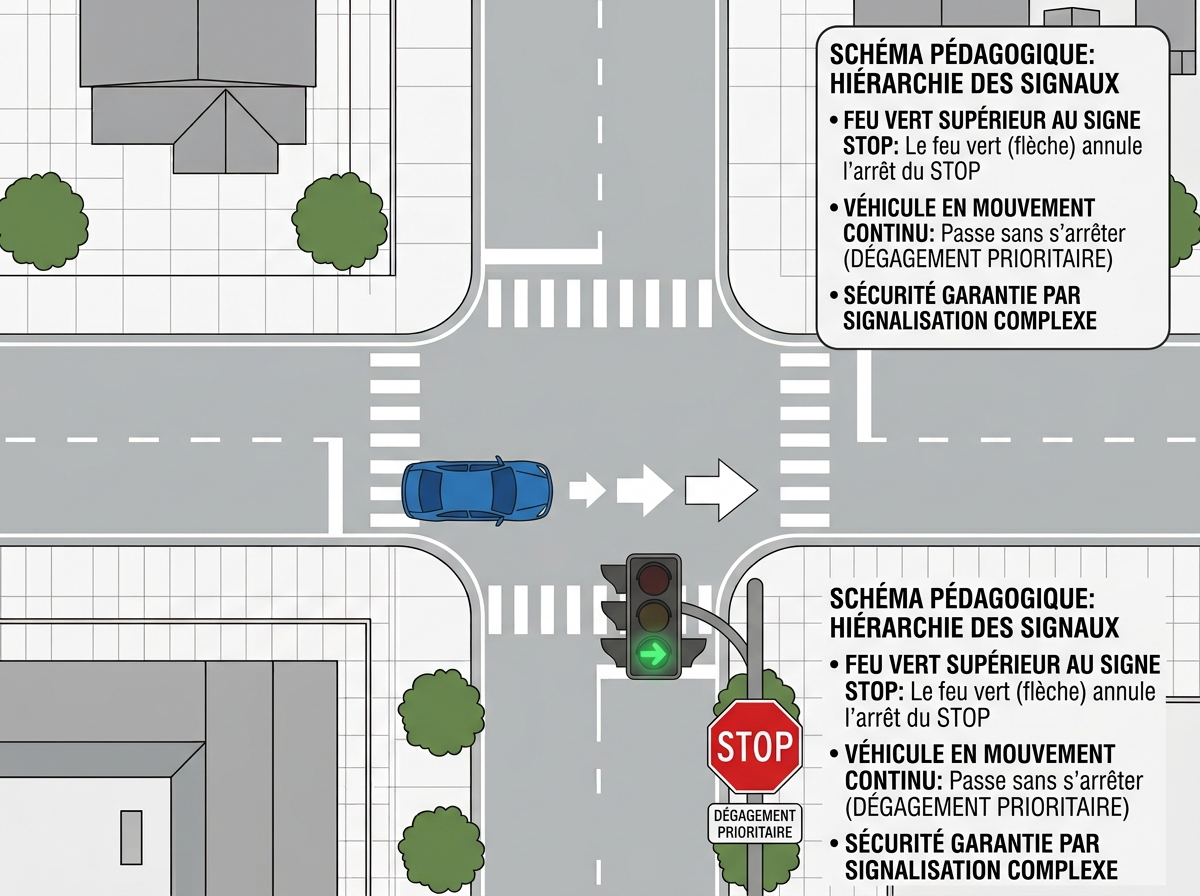 SCHÉMA PÉDAGOGIQUE:
HIÉRARCHIE DES SIGNAUX
• FEU VERT SUPÉRIEUR AU SIGNE
STOP: Le feu vert (flèche) annule
l'arrêt du STOP
• VÉHICULE EN MOUVEMENT
CONTINU: Passe sans s'arrêter
(DÉGAGEMENT PRIORITAIRE)
• SÉCURITÉ GARANTIE PAR
SIGNALISATION COMPLEXE
STOP
DÉGAGEMENT
PRIORITAIRE
SCHÉMA PÉDAGOGIQUE:
HIÉRARCHIE DES SIGNAUX
• FEU VERT SUPÉRIEUR AU SIGNE
STOP: Le feu vert (flèche) annule
l'arrêt du STOP
• VÉHICULE EN MOUVEMENT
CONTINU: Passe sans s'arrêter
(DÉGAGEMENT PRIORITAIRE)
• SÉCURITÉ GARANTIE PAR
SIGNALISATION COMPLEXE